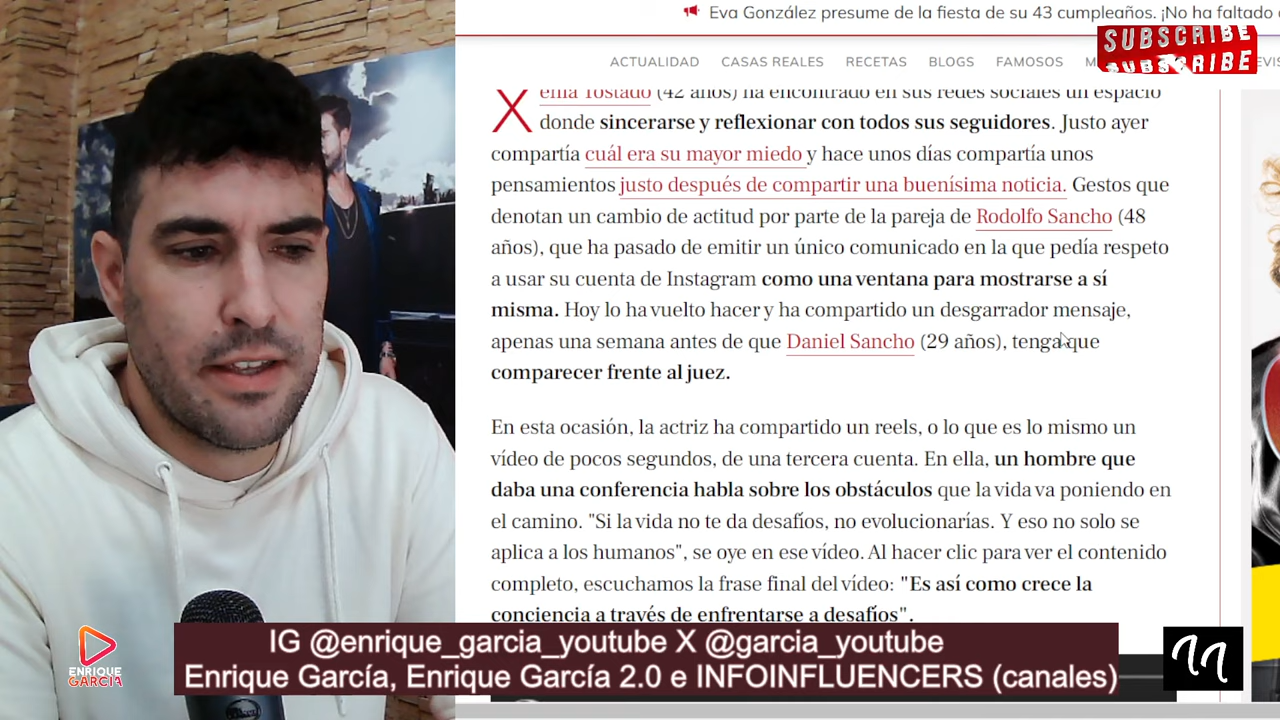 Eva González presume de la fiesta de su 43 cumpleaños. ¡No ha faltado
SUBSCRIBE
SUBSCRIBE
ACTUALIDAD CASAS REALES RECETAS BLOGS FAMOSOS
Xenia Tostado (42 años) ha encontrado en sus redes sociales un espacio
donde sincerarse y reflexionar con todos sus seguidores. Justo ayer
compartía cuál era su mayor miedo y hace unos días compartía unos
pensamientos justo después de compartir una buenísima noticia. Gestos que
denotan un cambio de actitud por parte de la pareja de Rodolfo Sancho (48
años), que ha pasado de emitir un único comunicado en la que pedía respeto
a usar su cuenta de Instagram como una ventana para mostrarse a sí
misma. Hoy lo ha vuelto hacer y ha compartido un desgarrador mensaje,
apenas una semana antes de que Daniel Sancho (29 años), tenga que
comparecer frente al juez.
En esta ocasión, la actriz ha compartido un reels, o lo que es lo mismo un
vídeo de pocos segundos, de una tercera cuenta. En ella, un hombre que
daba una conferencia habla sobre los obstáculos que la vida va poniendo en
el camino. "Si la vida no te da desafíos, no evolucionarías. Y eso no solo se
aplica a los humanos", se oye en ese vídeo. Al hacer clic para ver el contenido
completo, escuchamos la frase final del vídeo: "Es así como crece la
conciencia a través de enfrentarse a desafíos".
IG @enrique_garcia_youtube X @garcia_youtube
Enrique García, Enrique García 2.0 e INFOINFLUENCERS (canales)
ENRIQUE
GARCIA